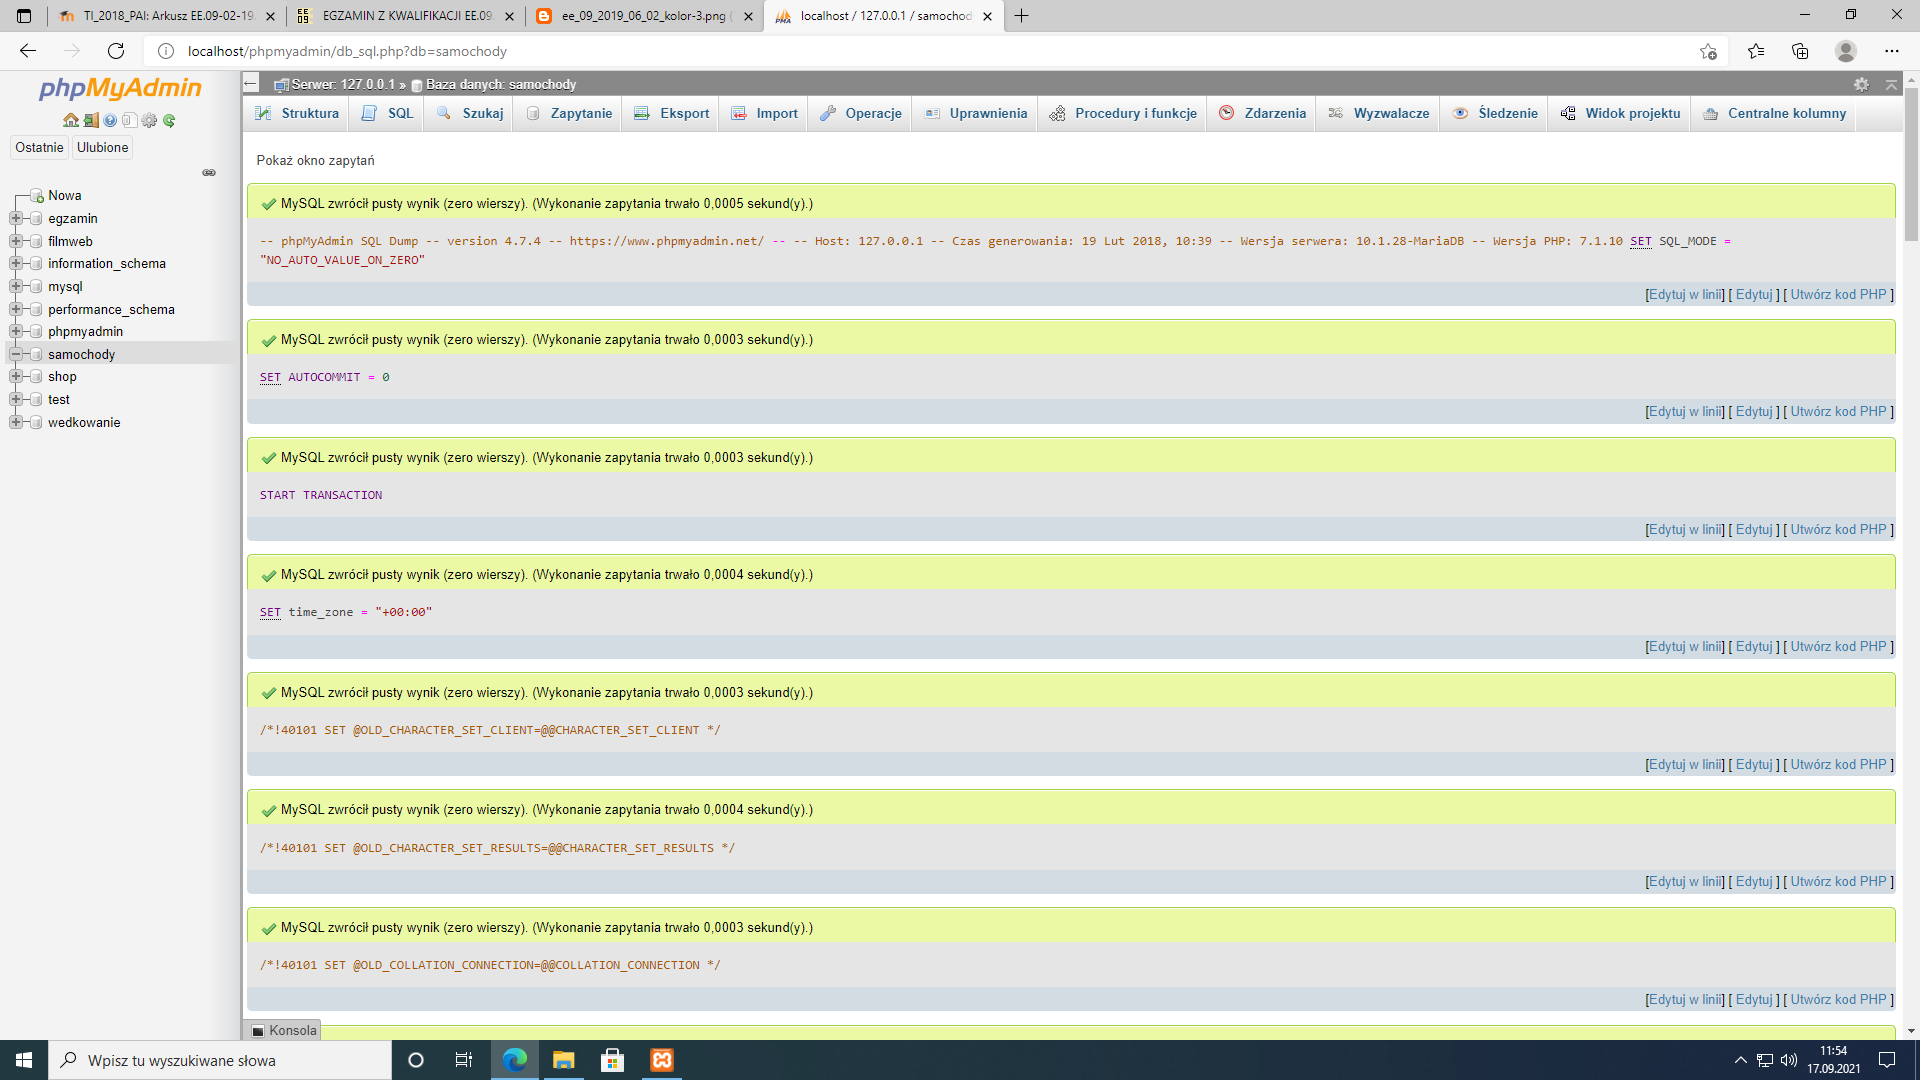 TI_2018_PAI: Arkusz EE.09-02-19.
EGZAMIN Z KWALIFIKACJI EE.09.
ee_09_2019_06_02_kolor-3.png (
localhost / 127.0.0.1 / samochod
localhost/phpmyadmin/db_sql.php?db=samochody
phpMyAdmin
Ostatnie
Ulubione
Nowa
egzamin
filmweb
information_schema
mysql
performance_schema
phpmyadmin
samochody
shop
test
wedkowanie
Serwer: 127.0.0.1 » Baza danych: samochody
Struktura SQL Szukaj Zapytanie Eksport Import Operacje Uprawnienia Procedury i funkcje Zdarzenia Wyzwalacze Śledzenie Widok projektu Centralne kolumny
Pokaż okno zapytań
MySQL zwrócił pusty wynik (zero wierszy). (Wykonanie zapytania trwało 0,0005 sekund(y).)
-- phpMyAdmin SQL Dump -- version 4.7.4 -- https://www.phpmyadmin.net/ -- -- Host: 127.0.0.1 -- Czas generowania: 19 Lut 2018, 10:39 -- Wersja serwera: 10.1.28-MariaDB -- Wersja PHP: 7.1.10 SET SQL_MODE =
"NO_AUTO_VALUE_ON_ZERO"
[Edytuj w linii] [ Edytuj ] [ Utwórz kod PHP ]
MySQL zwrócił pusty wynik (zero wierszy). (Wykonanie zapytania trwało 0,0003 sekund(y).)
SET AUTOCOMMIT = 0
[Edytuj w linii] [ Edytuj ] [ Utwórz kod PHP ]
MySQL zwrócił pusty wynik (zero wierszy). (Wykonanie zapytania trwało 0,0003 sekund(y).)
START TRANSACTION
[Edytuj w linii] [ Edytuj ] [ Utwórz kod PHP ]
MySQL zwrócił pusty wynik (zero wierszy). (Wykonanie zapytania trwało 0,0004 sekund(y).)
SET time_zone = "+00:00"
[Edytuj w linii] [ Edytuj ] [ Utwórz kod PHP ]
MySQL zwrócił pusty wynik (zero wierszy). (Wykonanie zapytania trwało 0,0003 sekund(y).)
/*!40101 SET @OLD_CHARACTER_SET_CLIENT=@@CHARACTER_SET_CLIENT */
[Edytuj w linii] [ Edytuj ] [ Utwórz kod PHP ]
MySQL zwrócił pusty wynik (zero wierszy). (Wykonanie zapytania trwało 0,0004 sekund(y).)
/*!40101 SET @OLD_CHARACTER_SET_RESULTS=@@CHARACTER_SET_RESULTS */
[Edytuj w linii] [ Edytuj ] [ Utwórz kod PHP ]
MySQL zwrócił pusty wynik (zero wierszy). (Wykonanie zapytania trwało 0,0003 sekund(y).)
/*!40101 SET @OLD_COLLATION_CONNECTION=@@COLLATION_CONNECTION */
[Edytuj w linii] [ Edytuj ] [ Utwórz kod PHP ]
Konsola
Wpisz tu wyszukiwane słowa
11:54
17.09.2021